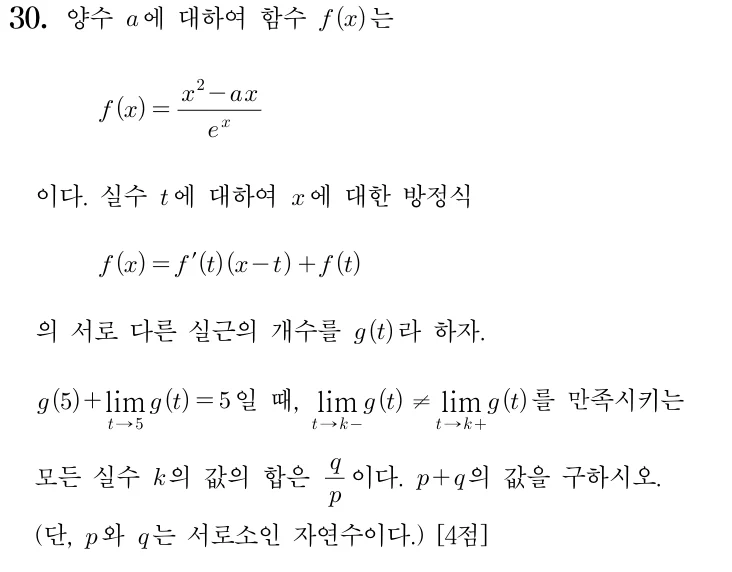 30. 양수 a에 대하여 함수 f(x)는
f(x) = \frac{x^2-ax}{e^x}
이다. 실수 t에 대하여 x에 대한 방정식
f(x)=f'(t)(x-t)+f(t)
의 서로 다른 실근의 개수를 g(t)라 하자.
g(5)+\lim_{t→5} g(t)=5일 때, \lim_{t→k-} g(t) ≠ \lim_{t→k+} g(t)를 만족시키는
모든 실수 k의 값의 합은 \frac{q}{p}이다. p+q의 값을 구하시오.
(단, p와 q는 서로소인 자연수이다.) [4점]